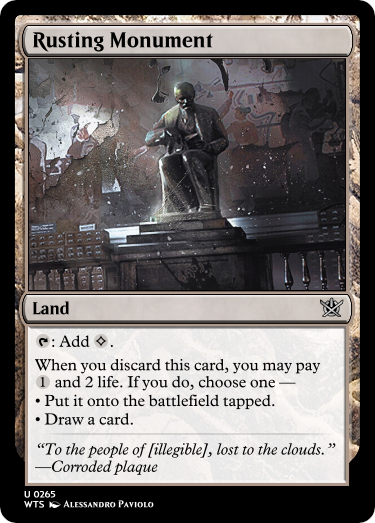 Rusting Monument
Land
: Add .
When you discard this card, you may pay
1 and 2 life. If you do, choose one —
• Put it onto the battlefield tapped.
• Draw a card.
“To the people of [illegible], lost to the clouds.”
—Corroded plaque
U 0265
WTS Alessandro Paviolo